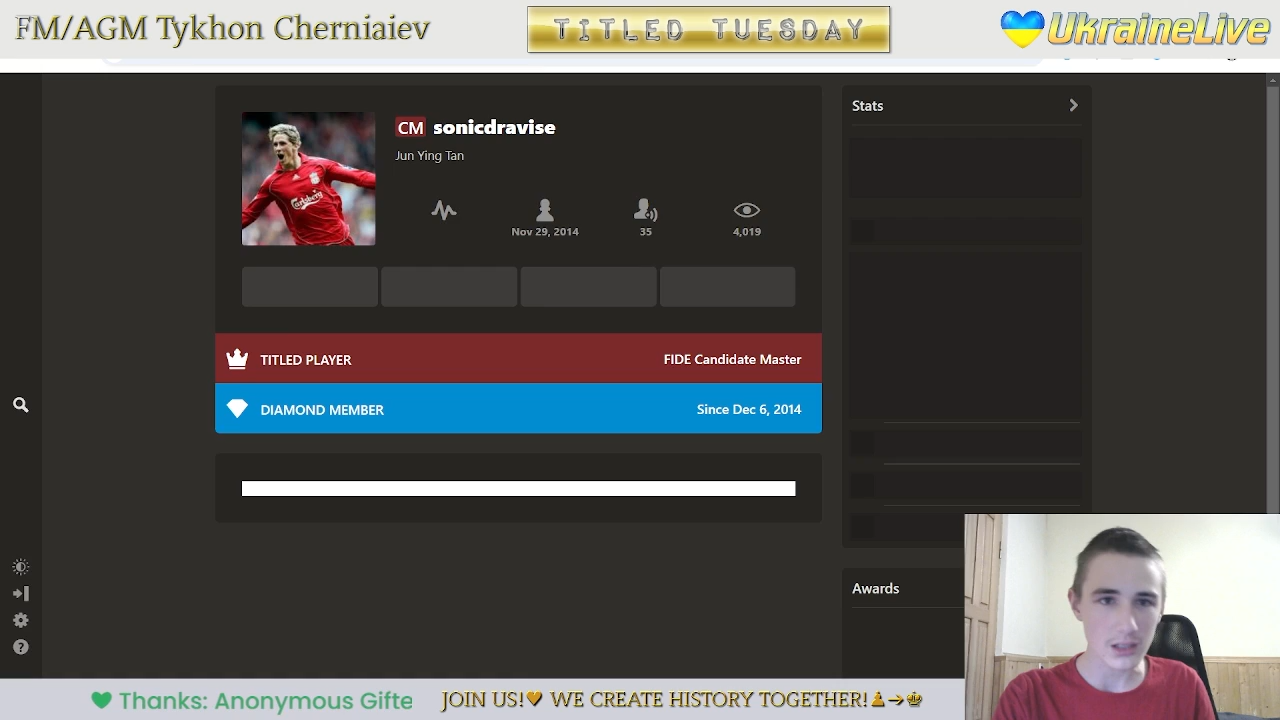 FM/AGM Tykhon Cherniaiev
TITLED TUESDAY
UkraineLive
CM sonicdravise
Jun Ying Tan
Nov 29, 2014
35
4,019
Stats
TITLED PLAYER
FIDE Candidate Master
DIAMOND MEMBER
Since Dec 6, 2014
Awards
Carlsberg
Thanks: Anonymous Gifte
JOIN US! WE CREATE HISTORY TOGETHER!